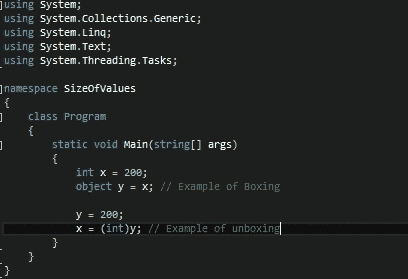 using System;
using System.Collections.Generic;
using System.Linq;
using System.Text;
using System.Threading.Tasks;
namespace SizeOfValues
{
class Program
{
static void Main(string[] args)
{
int x = 200;
object y = x; // Example of Boxing
y = 200;
x = (int)y; // Example of unboxing
}
}
}